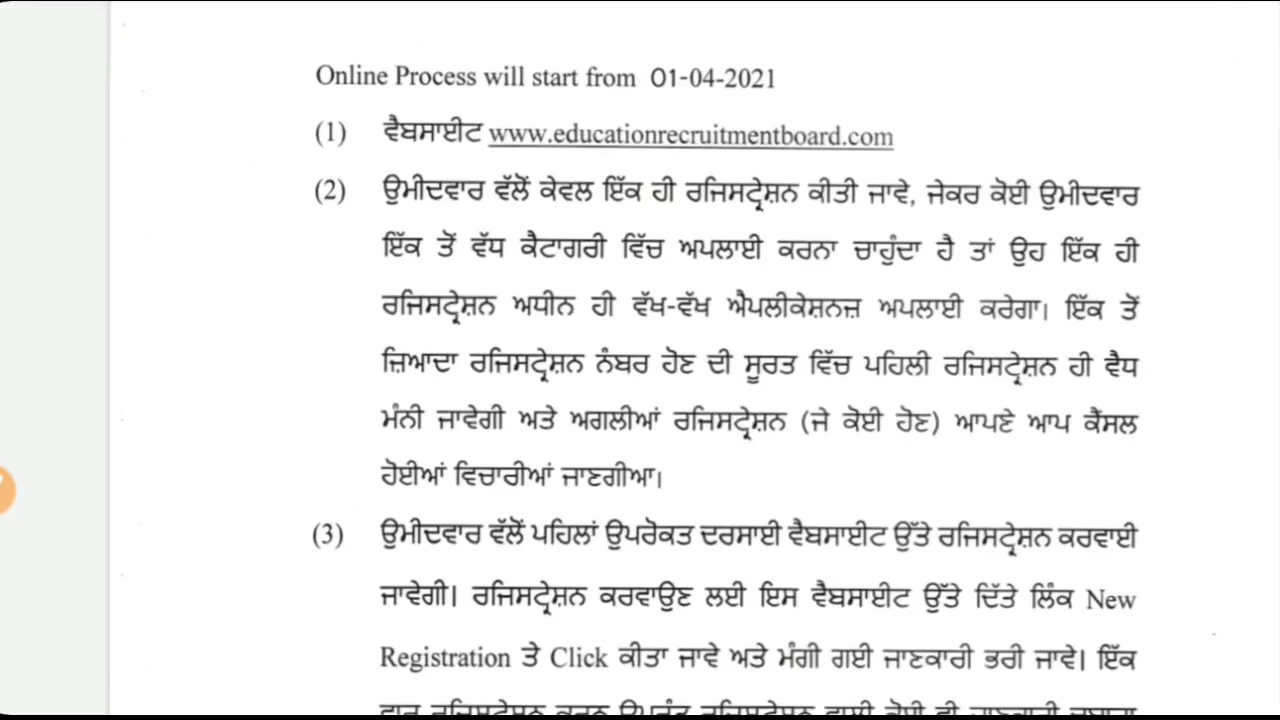 Online Process will start from 01-04-2021
(1) ਵੈਬਸਾਈਟ www.educationrecruitmentboard.com
(2) ਉਮੀਦਵਾਰ ਵੱਲੋਂ ਕੇਵਲ ਇੱਕ ਹੀ ਰਜਿਸਟ੍ਰੇਸ਼ਨ ਕੀਤੀ ਜਾਵੇ, ਜੇਕਰ ਕੋਈ ਉਮੀਦਵਾਰ
ਇੱਕ ਤੋਂ ਵੱਧ ਕੈਟਾਗਰੀ ਵਿੱਚ ਅਪਲਾਈ ਕਰਨਾ ਚਾਹੁੰਦਾ ਹੈ ਤਾਂ ਉਹ ਇੱਕ ਹੀ
ਰਜਿਸਟ੍ਰੇਸ਼ਨ ਅਧੀਨ ਹੀ ਵੱਖ-ਵੱਖ ਐਪਲੀਕੇਸ਼ਨਜ਼ ਅਪਲਾਈ ਕਰੇਗਾ। ਇੱਕ ਤੋਂ
ਜ਼ਿਆਦਾ ਰਜਿਸਟ੍ਰੇਸ਼ਨ ਨੰਬਰ ਹੋਣ ਦੀ ਸੂਰਤ ਵਿੱਚ ਪਹਿਲੀ ਰਜਿਸਟ੍ਰੇਸ਼ਨ ਹੀ ਵੈਧ
ਮੰਨੀ ਜਾਵੇਗੀ ਅਤੇ ਅਗਲੀਆਂ ਰਜਿਸਟ੍ਰੇਸ਼ਨ (ਜੇ ਕੋਈ ਹੋਣ) ਆਪਣੇ ਆਪ ਕੈਂਸਲ
ਹੋਈਆਂ ਵਿਚਾਰੀਆਂ ਜਾਣਗੀਆ।
(3) ਉਮੀਦਵਾਰ ਵੱਲੋਂ ਪਹਿਲਾਂ ਉਪਰੋਕਤ ਦਰਸਾਈ ਵੈਬਸਾਈਟ ਉੱਤੇ ਰਜਿਸਟ੍ਰੇਸ਼ਨ ਕਰਵਾਈ
ਜਾਵੇਗੀ। ਰਜਿਸਟ੍ਰੇਸ਼ਨ ਕਰਵਾਉਣ ਲਈ ਇਸ ਵੈਬਸਾਈਟ ਉੱਤੇ ਦਿੱਤੇ ਲਿੰਕ New
Registration ਤੇ Click ਕੀਤਾ ਜਾਵੇ ਅਤੇ ਮੰਗੀ ਗਈ ਜਾਣਕਾਰੀ ਭਰੀ ਜਾਵੇ। ਇੱਕ